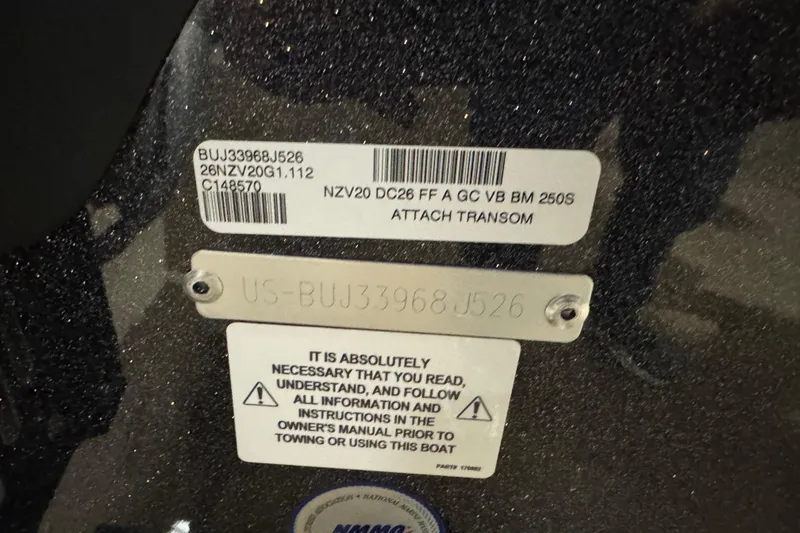 BUJ33968J526
26NZV20G1.112
C148570
NZV20 DC26 FF A GC VB BM 250S
ATTACH TRANSOM
US-BUJ33968J526
IT IS ABSOLUTELY
NECESSARY THAT YOU READ,
UNDERSTAND, AND FOLLOW
ALL INFORMATION AND
INSTRUCTIONS IN THE
OWNER'S MANUAL PRIOR TO
TOWING OR USING THIS BOAT
PART#
NMMA